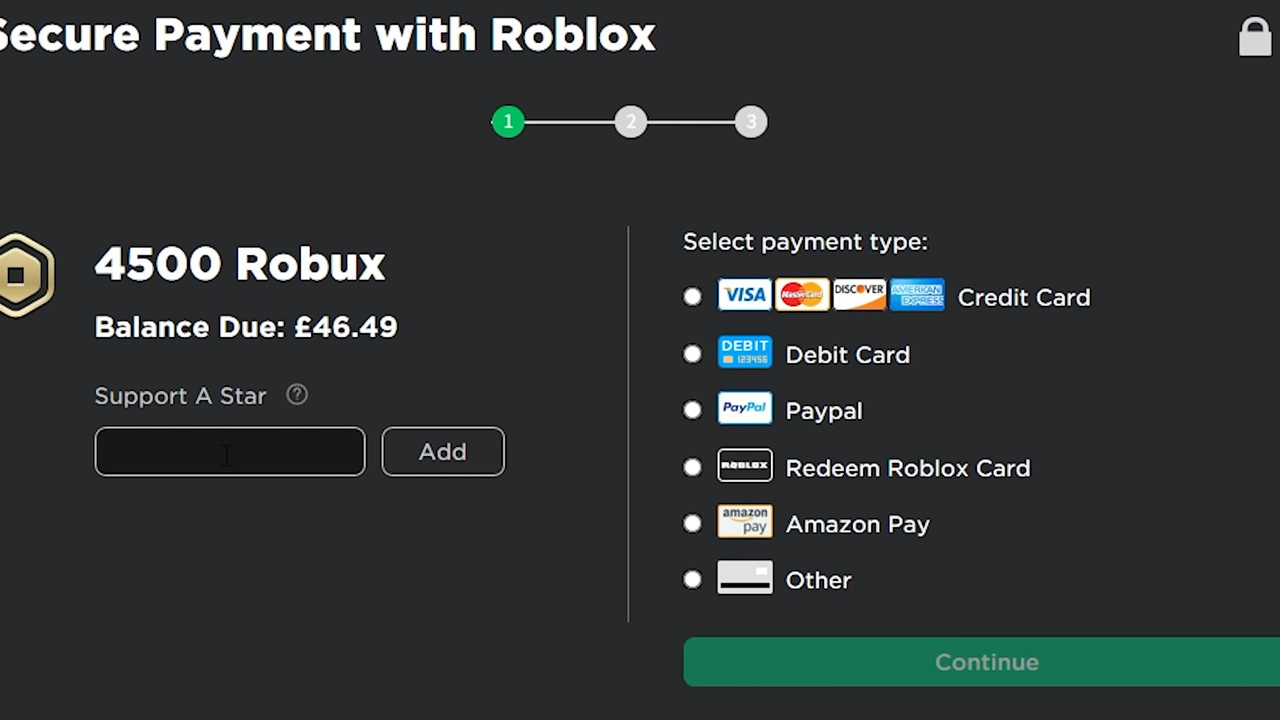 Secure Payment with Roblox
1 2 3
4500 Robux
Balance Due: £46.49
Support A Star ?
Add
Select payment type:
VISA MasterCard DISCOVER AMERICAN EXPRESS Credit Card
DEBIT 123456 Debit Card
PayPal Paypal
ROBLOX Redeem Roblox Card
amazon pay Amazon Pay
Other
Continue